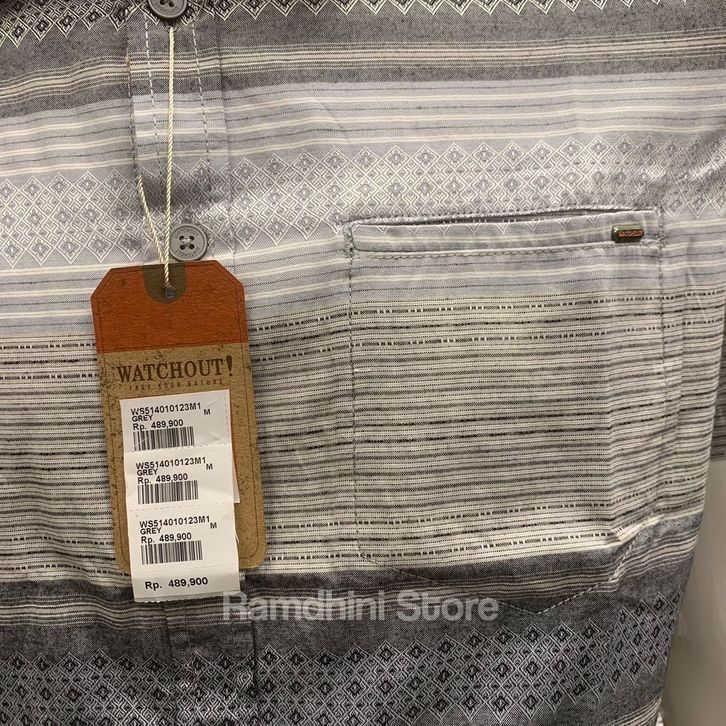 WATCHOUT
WATCHOUT!
FREE YOUR NATURE
WS514010123M1
GREY M
Rp. 489,900
WS514010123M1
GREY M
Rp. 489,900
WS514010123M1
GREY M
Rp. 489,900
Rp. 489,900
Ramdhini Store